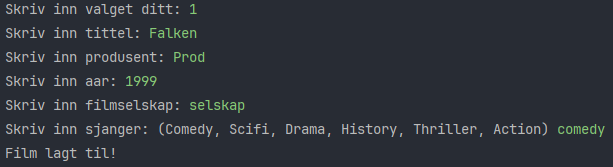 Skriv inn valget ditt: 1
Skriv inn tittel: Falken
Skriv inn produsent: Prod
Skriv inn aar: 1999
Skriv inn filmselskap: selskap
Skriv inn sjanger: (Comedy, Scifi, Drama, History, Thriller, Action) comedy
Film lagt til!